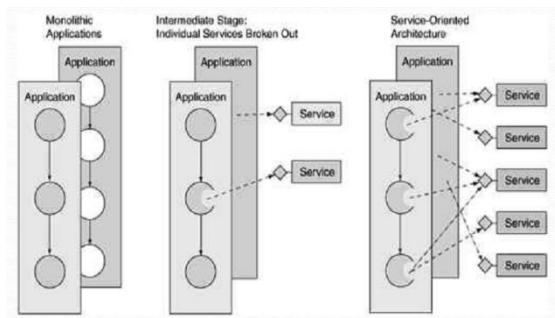 Monolithic
Applications
Application
Application
Intermediate Stage:
Individual Services Broken Out
Application
Application
Service
Service
Service-Oriented
Architecture
Application
Application
Service
Service
Service
Service
Service